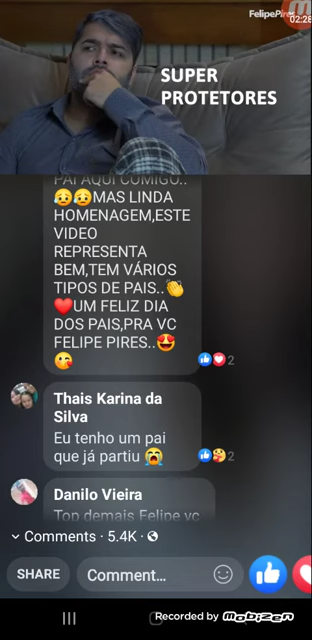 FelipePires
02:28
SUPER
PROTETORES
PAI AQUI COMIGO..
😥😥MAS LINDA
HOMENAGEM,ESTE
VIDEO
REPRESENTA
BEM,TEM VÁRIOS
TIPOS DE PAIS..👏
❤️UM FELIZ DIA
DOS PAIS,PRA VC
FELIPE PIRES..🤩
😘
2
Thais Karina da
Silva
Eu tenho um pai
que já partiu 😭
2
Danilo Vieira
Top demais Felipe vc
Comments · 5.4K ·
SHARE
Comment...
Recorded by mobizen